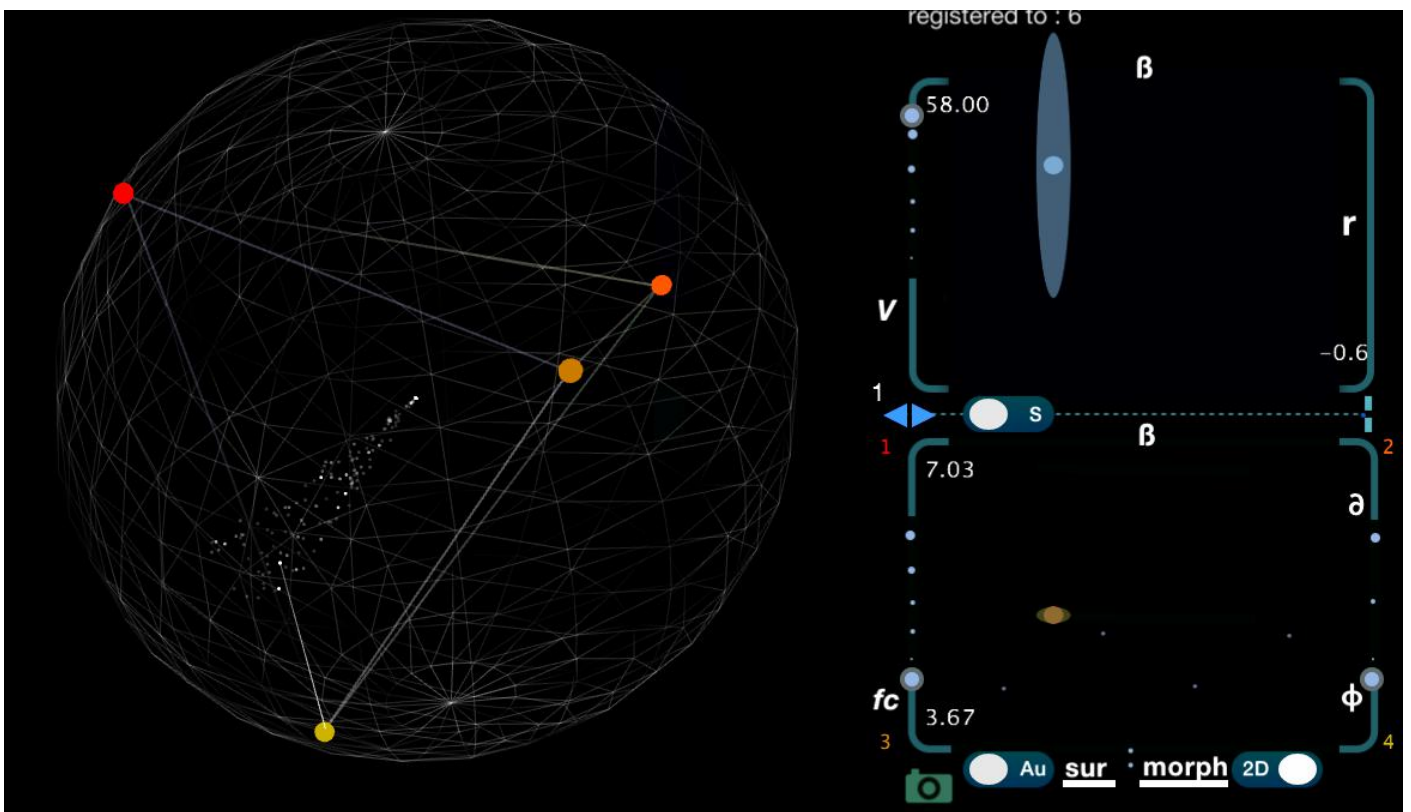 registered to : 6
ß
58.00
r
V
-0.6
1
S
ß
1
2
7.03
∂
fc
ф
3.67
3
4
Au
sur
morph
2D